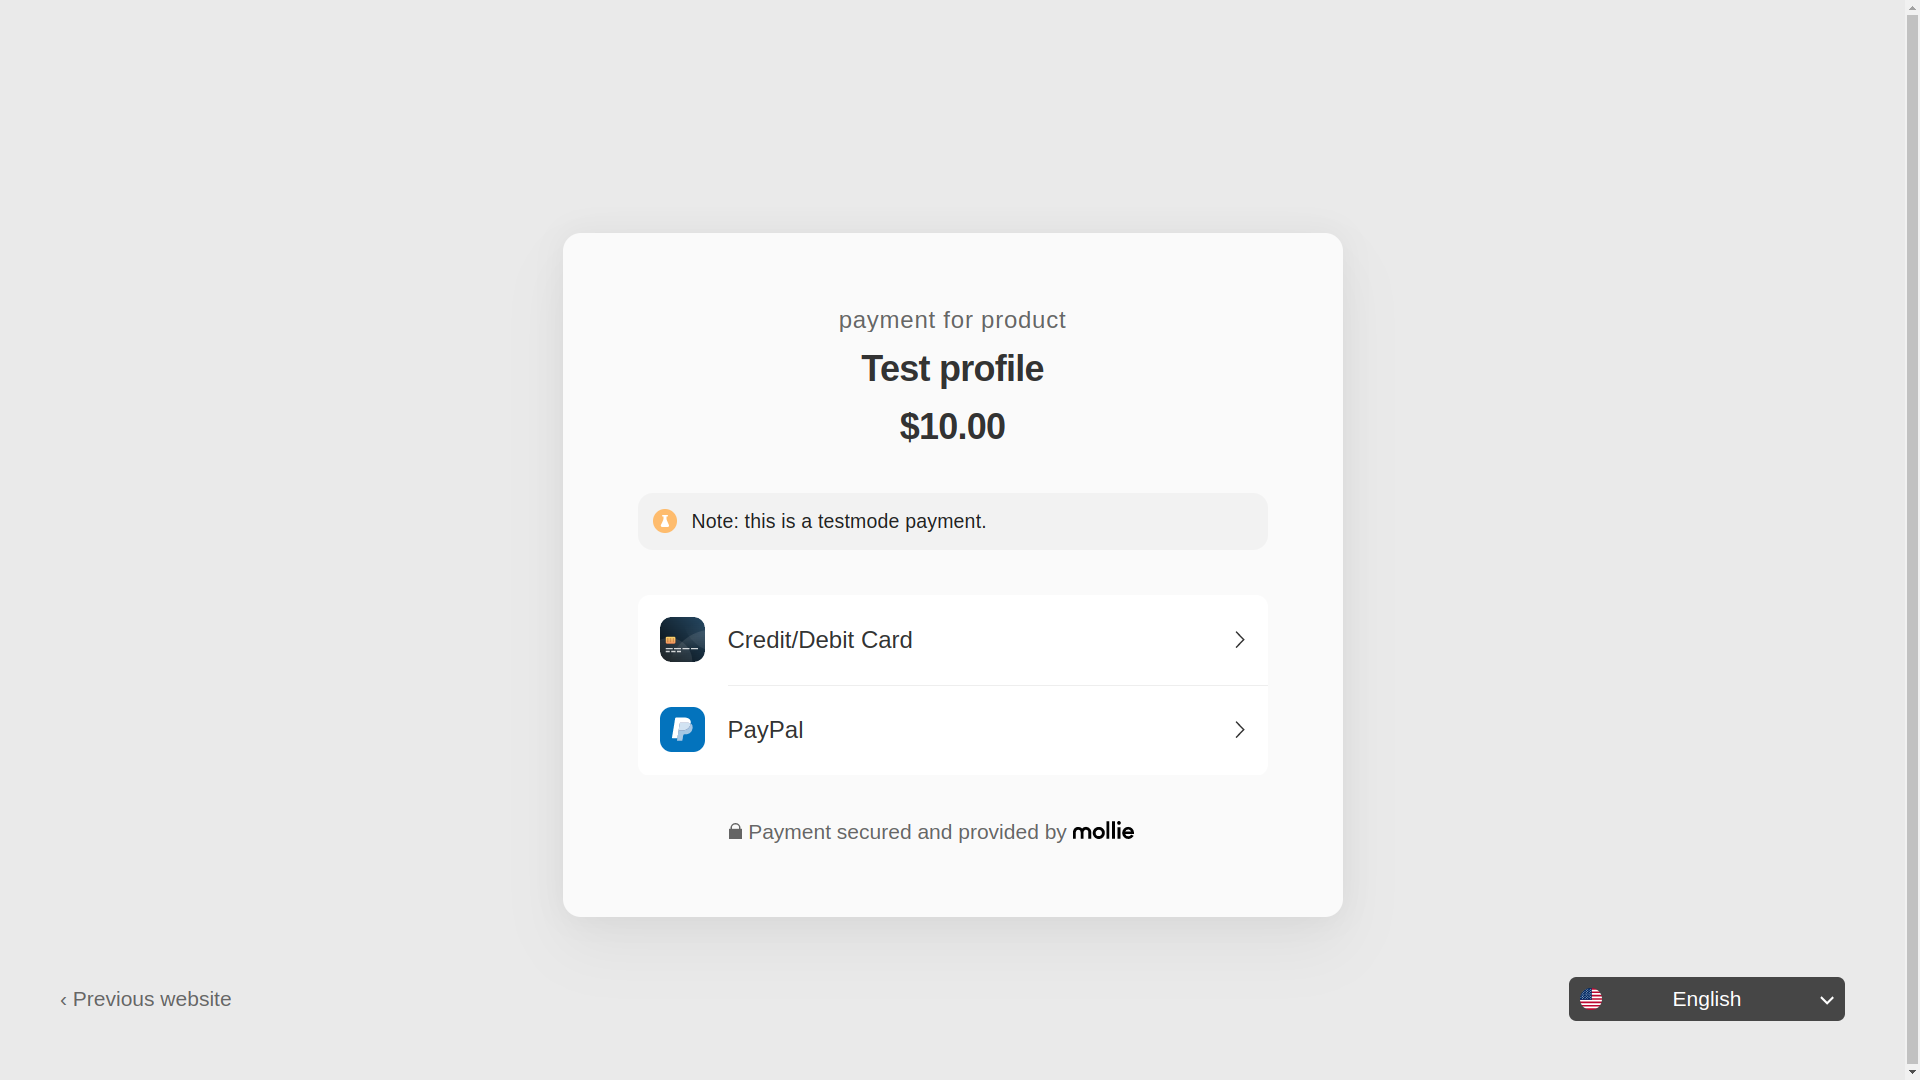 payment for product
Test profile
$10.00
Note: this is a testmode payment.
Credit/Debit Card
PayPal
Payment secured and provided by mollie
‹ Previous website
English